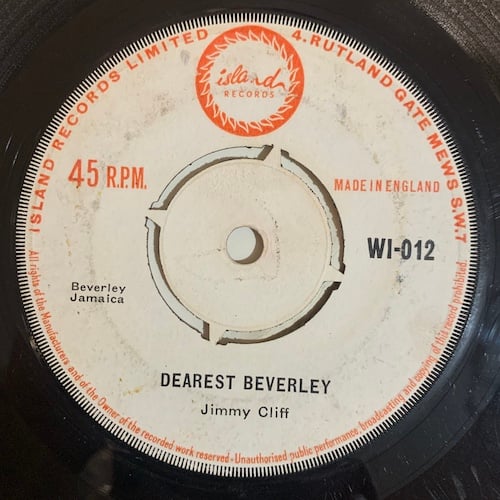 ISLAND RECORDS LIMITED
4. RUTLAND GATE MEWS S.W.7
island
RECORDS
45 R.P.M.
MADE IN ENGLAND
WI-012
Beverley
Jamaica
DEAREST BEVERLEY
Jimmy Cliff
All rights of the Manufacturers and of the Owner of the recorded work reserved - Unauthorised public performance, broadcasting and copying of this record prohibited.